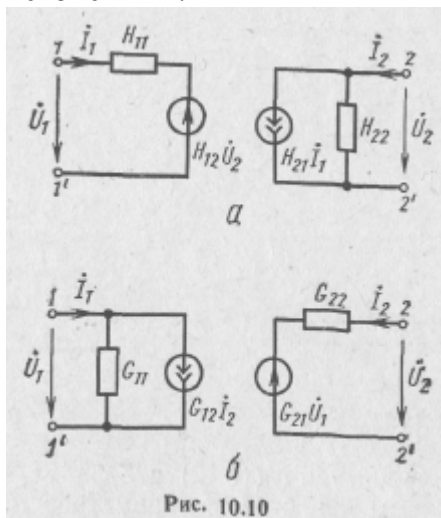 1 İ₁ H₁₁ İ₂ 2
U̇₁ H₁₂U̇₂ H₂₁İ₁ H₂₂ U̇₂
1' 2'
а
1 İ₁ G₂₂ İ₂ 2
U̇₁ G₁₁ G₁₂İ₂ G₂₁U̇₁ U̇₂
1' 2'
б
Рис. 10.10